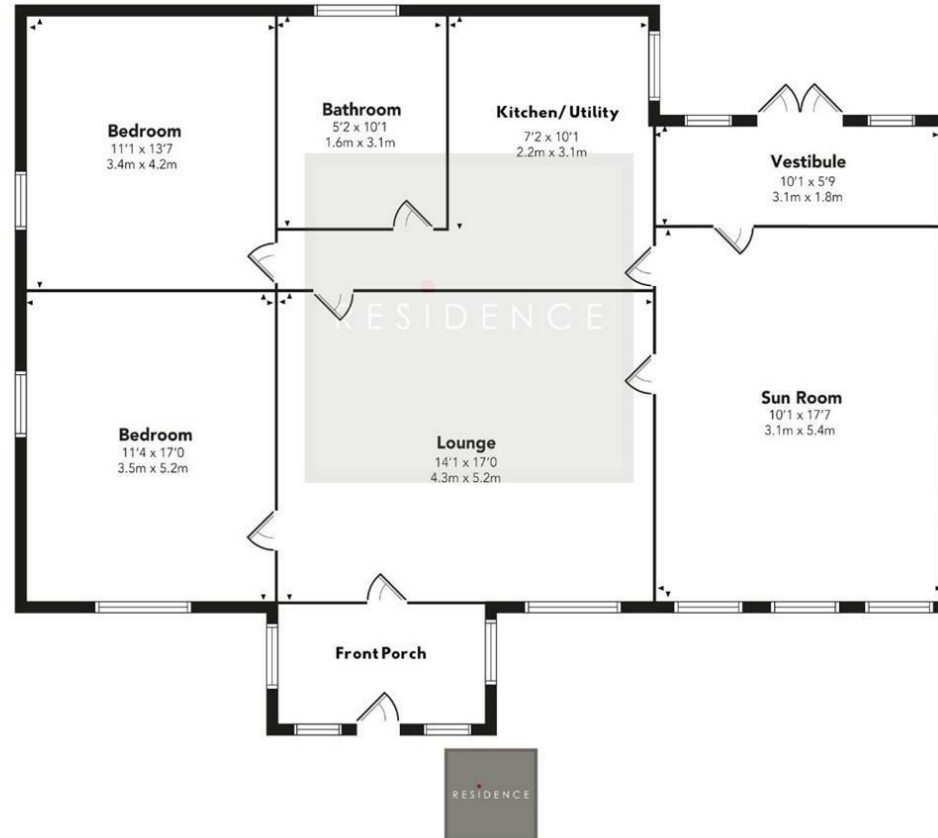 Bedroom
11'1 x 13'7
3.4m x 4.2m
Bathroom
5'2 x 10'1
1.6m x 3.1m
Kitchen/ Utility
7'2 x 10'1
2.2m x 3.1m
Vestibule
10'1 x 5'9
3.1m x 1.8m
RESIDENCE
Bedroom
11'4 x 17'0
3.5m x 5.2m
Lounge
14'1 x 17'0
4.3m x 5.2m
Sun Room
10'1 x 17'7
3.1m x 5.4m
Front Porch
RESIDENCE